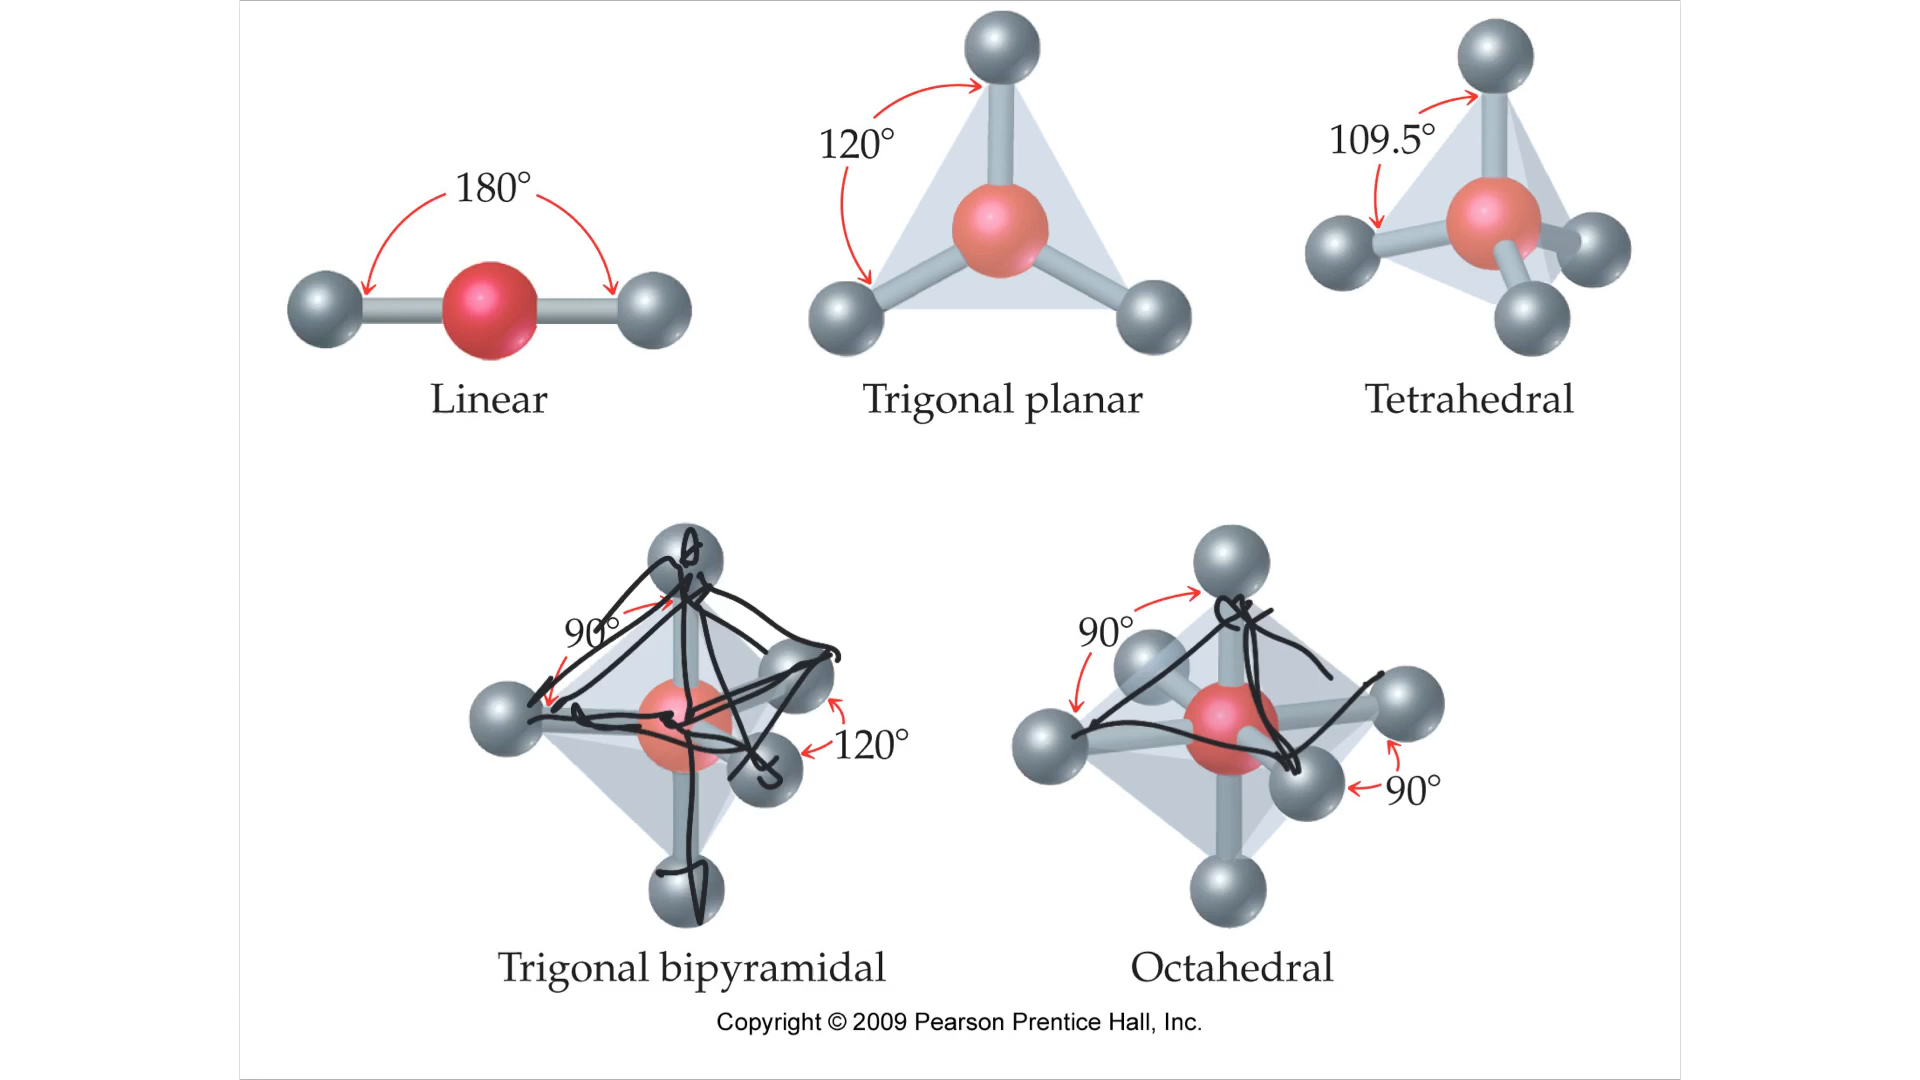 180°
120°
109.5°
Linear
Trigonal planar
Tetrahedral
90°
120°
90°
90°
Trigonal bipyramidal
Octahedral
Copyright © 2009 Pearson Prentice Hall, Inc.